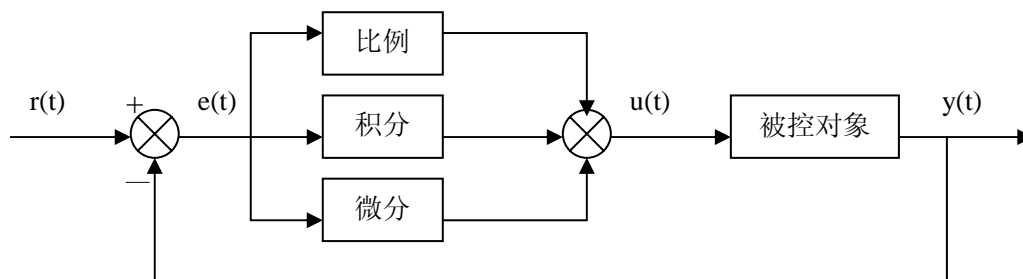 比例
r(t)
+
e(t)
积分
u(t)
被控对象
y(t)
—
微分